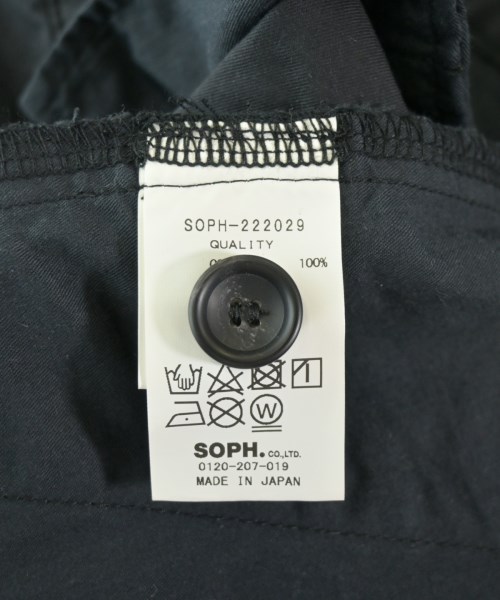 SOPH-222029
QUALITY
100%
W
SOPH. CO.,LTD.
0120-207-019
MADE IN JAPAN